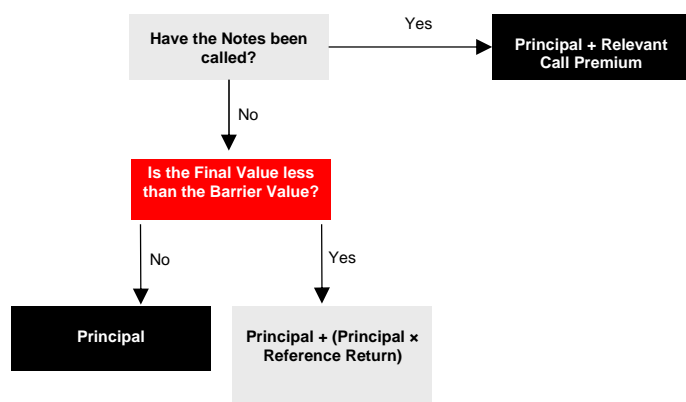 Have the Notes been
called?
Yes
Principal + Relevant
Call Premium
No
Is the Final Value less
than the Barrier Value?
No
Yes
Principal
Principal + (Principal ×
Reference Return)